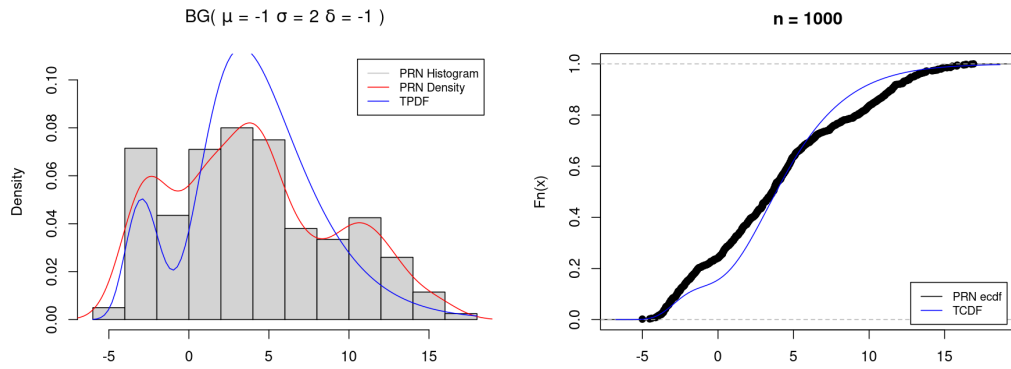 BG( μ = -1 σ = 2 δ = -1 )
Density
0.00
0.02
0.04
0.06
0.08
0.10
-5
0
5
10
15
PRN Histogram
PRN Density
TPDF
n = 1000
Fn(x)
0.0
0.2
0.4
0.6
0.8
1.0
-5
0
5
10
15
PRN ecdf
TCDF